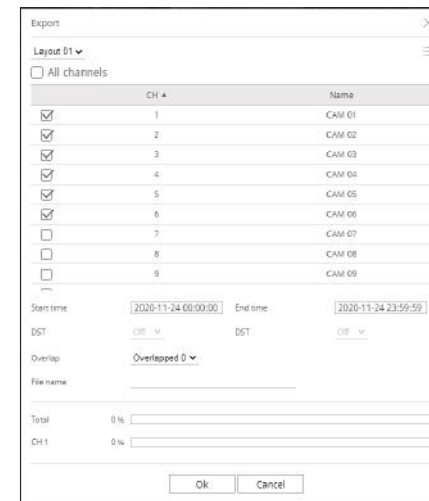 Export
Layout 01
All channels
CH Name
1 CAM 01
2 CAM 02
3 CAM 03
4 CAM 04
5 CAM 05
6 CAM 06
7 CAM 07
8 CAM 08
9 CAM 09
Start time 2020-11-24 00:00:00 End time 2020-11-24 23:59:59
DST Off DST Off
Overlap Overlapped 0
File name
Total 0 %
CH 1 0 %
Ok Cancel